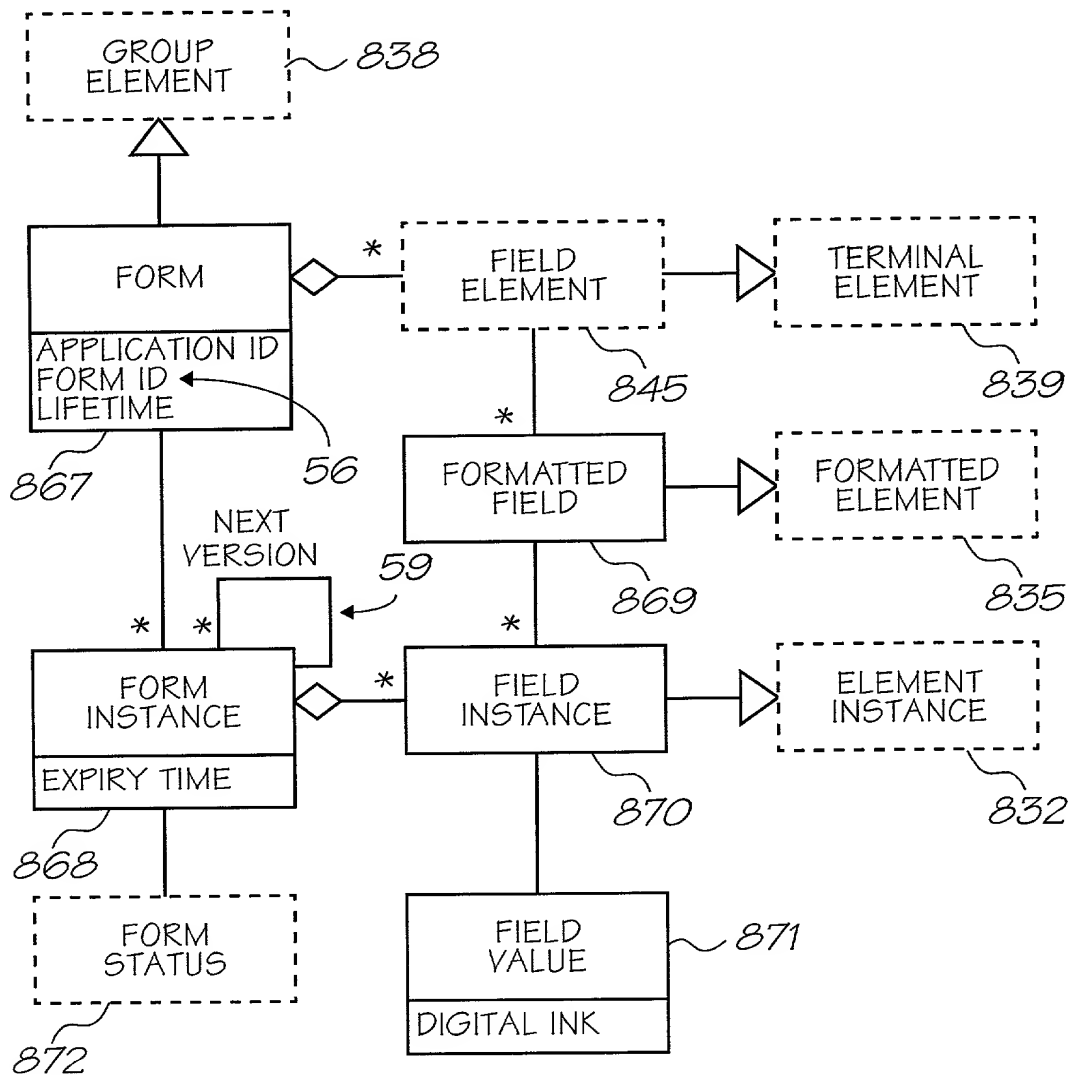 GROUP
ELEMENT
838
FORM
*
FIELD
ELEMENT
TERMINAL
ELEMENT
APPLICATION ID
FORM ID
LIFETIME
845
839
867
56
*
FORMATTED
FIELD
FORMATTED
ELEMENT
NEXT
VERSION
59
869
835
*
*
*
FORM
INSTANCE
*
FIELD
INSTANCE
ELEMENT
INSTANCE
EXPIRY TIME
870
832
868
FORM
STATUS
FIELD
VALUE
871
DIGITAL INK
872